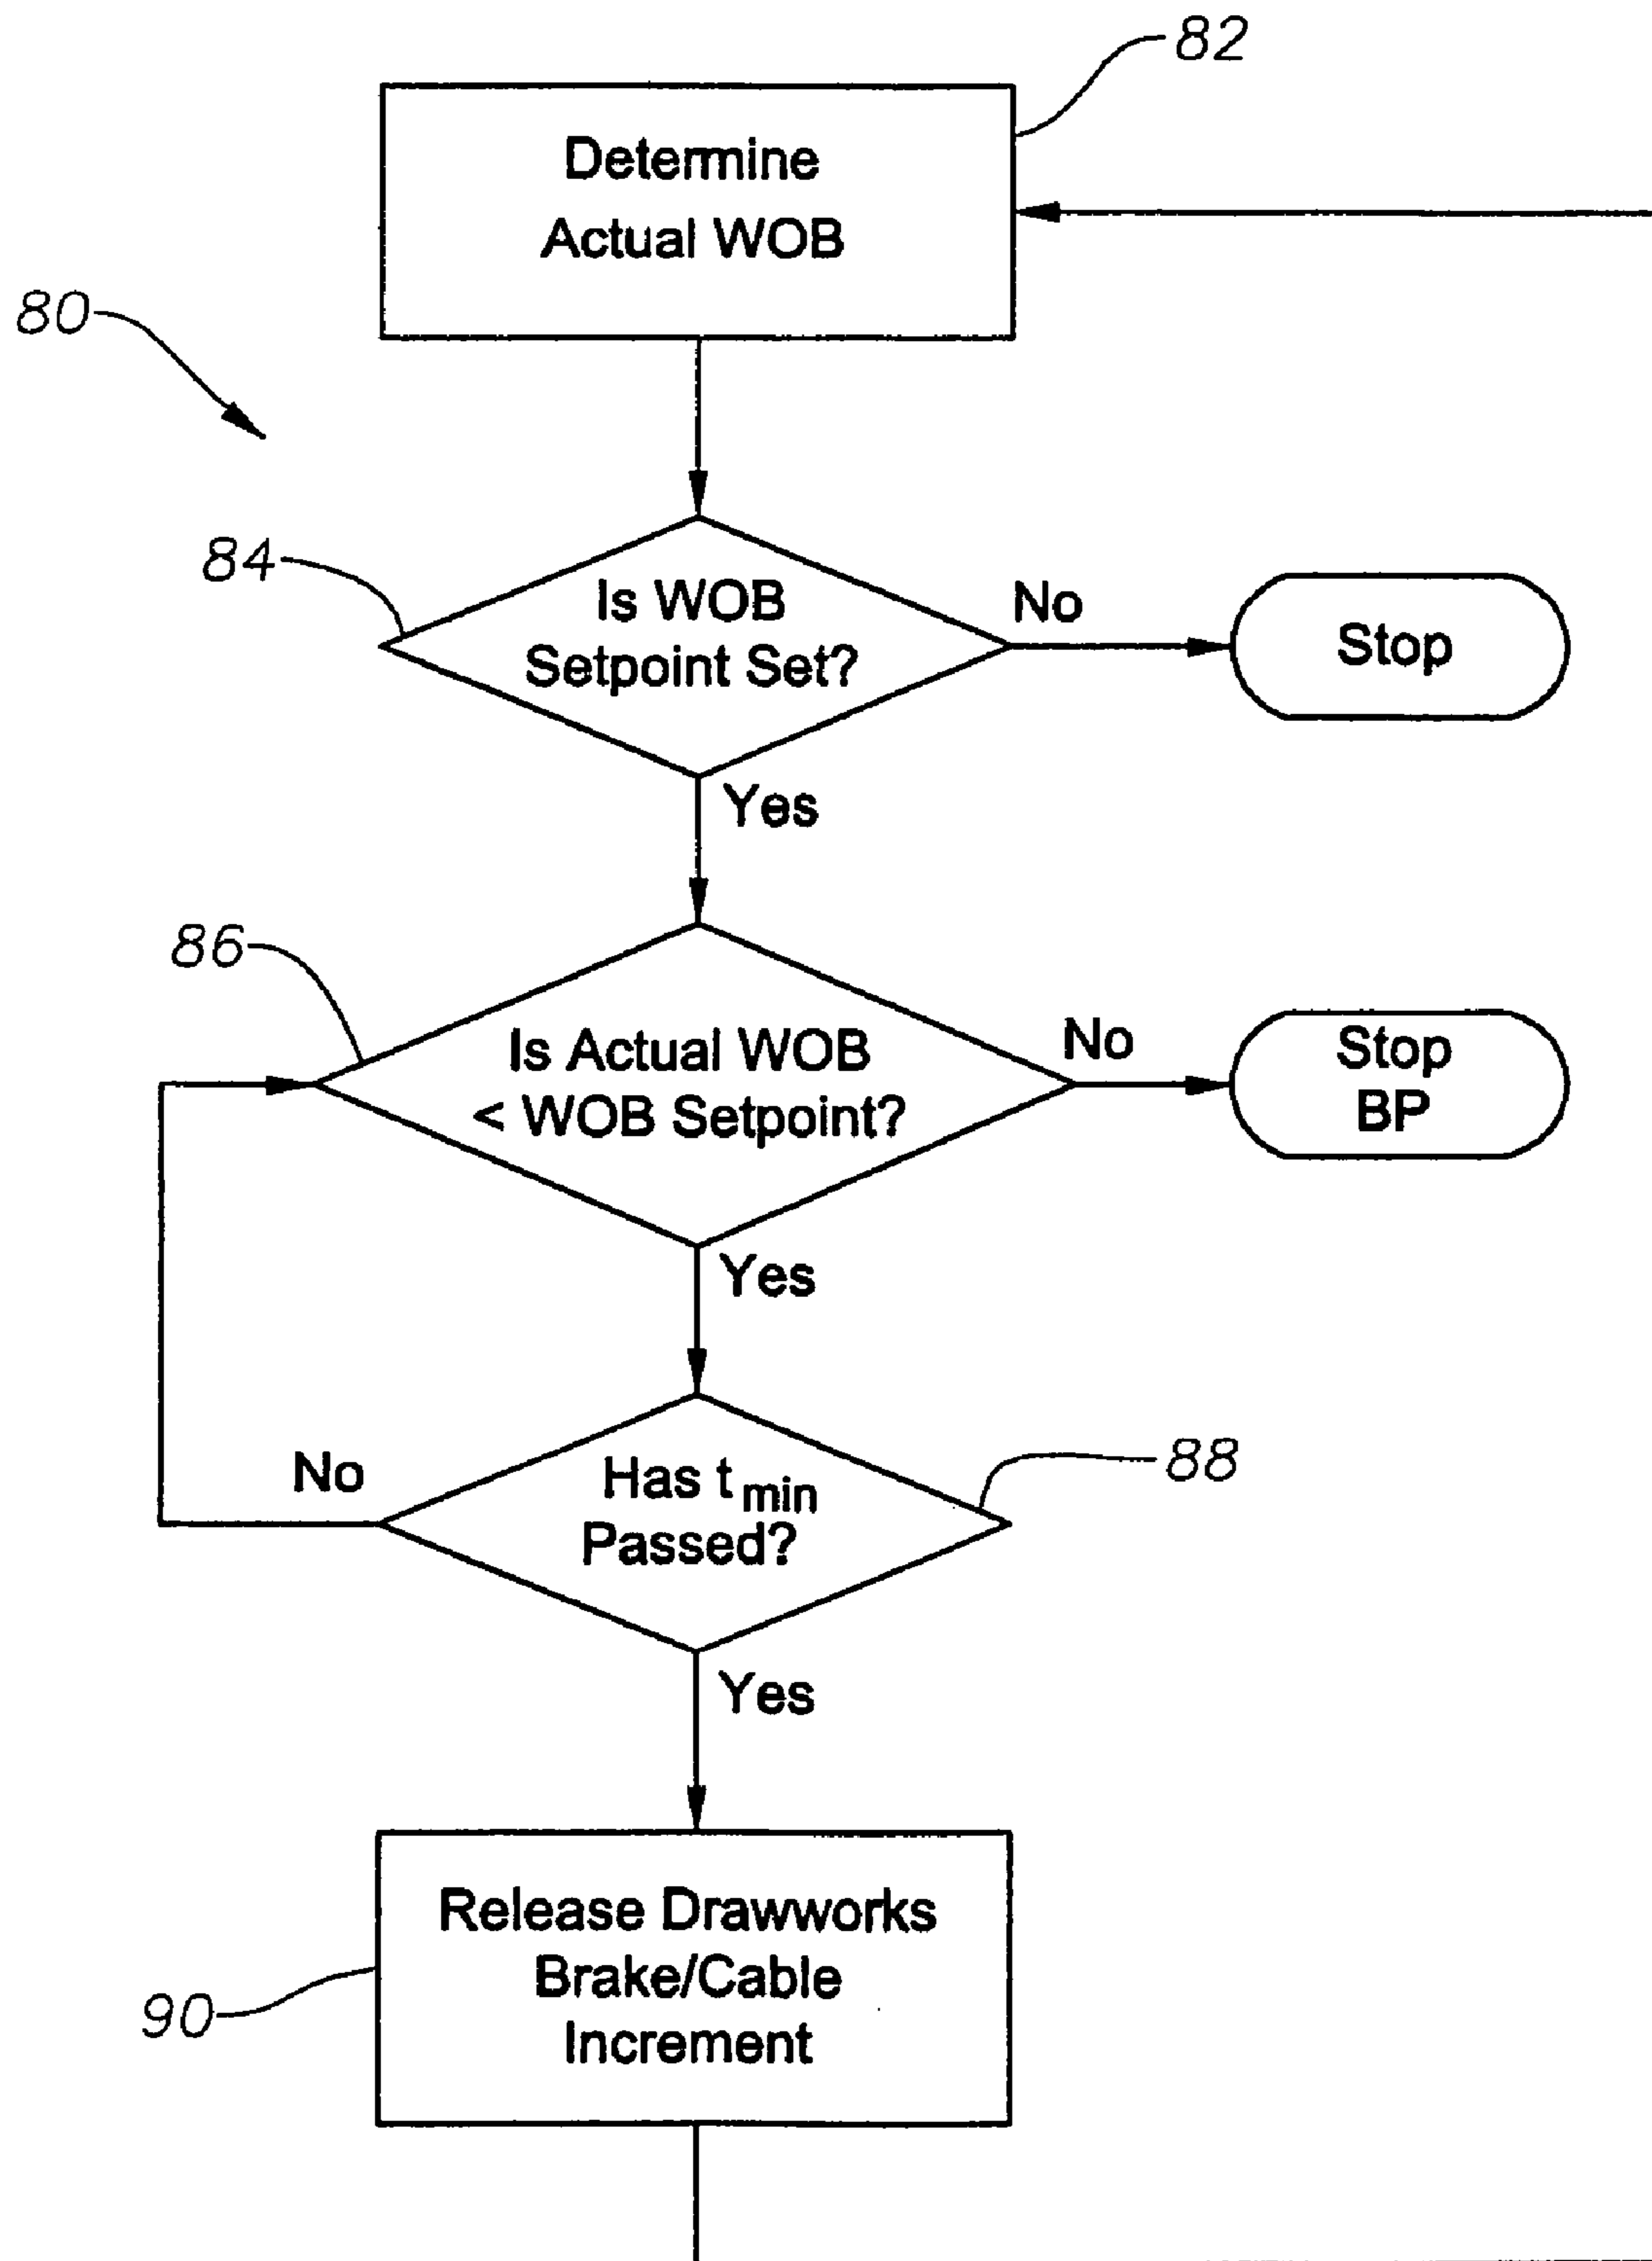 82
Determine
Actual WOB
80
84
Is WOB
Setpoint Set?
No
Stop
Yes
86
Is Actual WOB
< WOB Setpoint?
No
Stop
BP
Yes
No
Has t min
Passed?
88
Yes
Release Drawworks
Brake/Cable
Increment
90